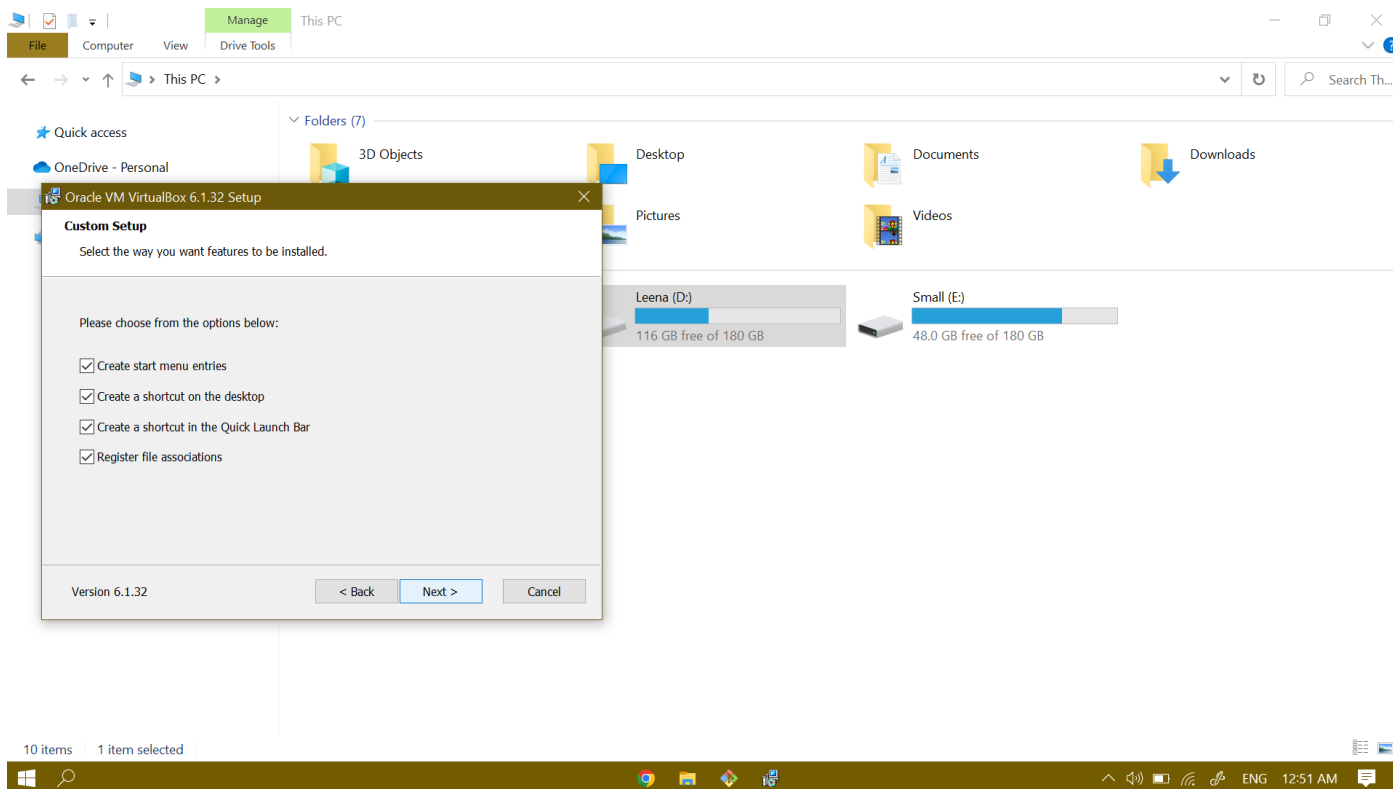 Manage
This PC
File
Computer
View
Drive Tools
This PC
Search Th...
Quick access
OneDrive - Personal
Folders (7)
3D Objects
Desktop
Documents
Downloads
Pictures
Videos
Oracle VM VirtualBox 6.1.32 Setup
Custom Setup
Select the way you want features to be installed.
Please choose from the options below:
Create start menu entries
Create a shortcut on the desktop
Create a shortcut in the Quick Launch Bar
Register file associations
Version 6.1.32
< Back
Next >
Cancel
Leena (D:)
116 GB free of 180 GB
Small (E:)
48.0 GB free of 180 GB
10 items
1 item selected
ENG
12:51 AM